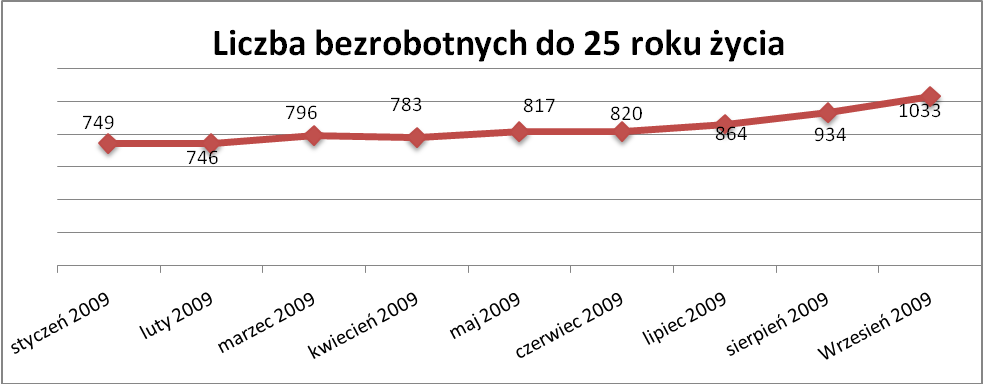 Liczba bezrobotnych do 25 roku życia
749
746
796
783
817
820
864
934
1033
styczeń 2009
luty 2009
marzec 2009
kwiecień 2009
maj 2009
czerwiec 2009
lipiec 2009
sierpień 2009
Wrzesień 2009